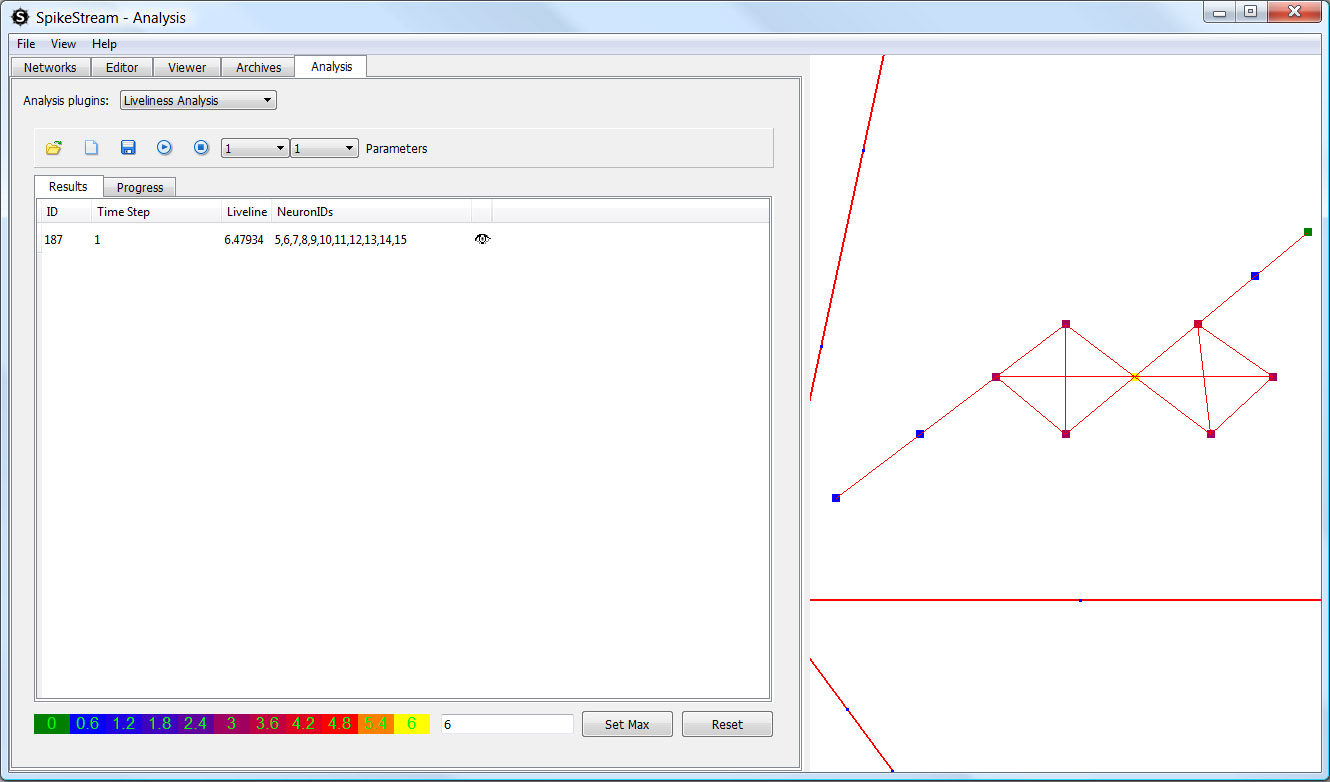 SpikeStream - Analysis
File View Help
Networks Editor Viewer Archives Analysis
Analysis plugins: Liveliness Analysis
1 1 Parameters
Results Progress
ID Time Step Liveline NeuronIDs
187 1 6.47934 5,6,7,8,9,10,11,12,13,14,15
0 0.6 1.2 1.8 2.4 3 3.6 4.2 4.8 5.4 6 6 Set Max Reset